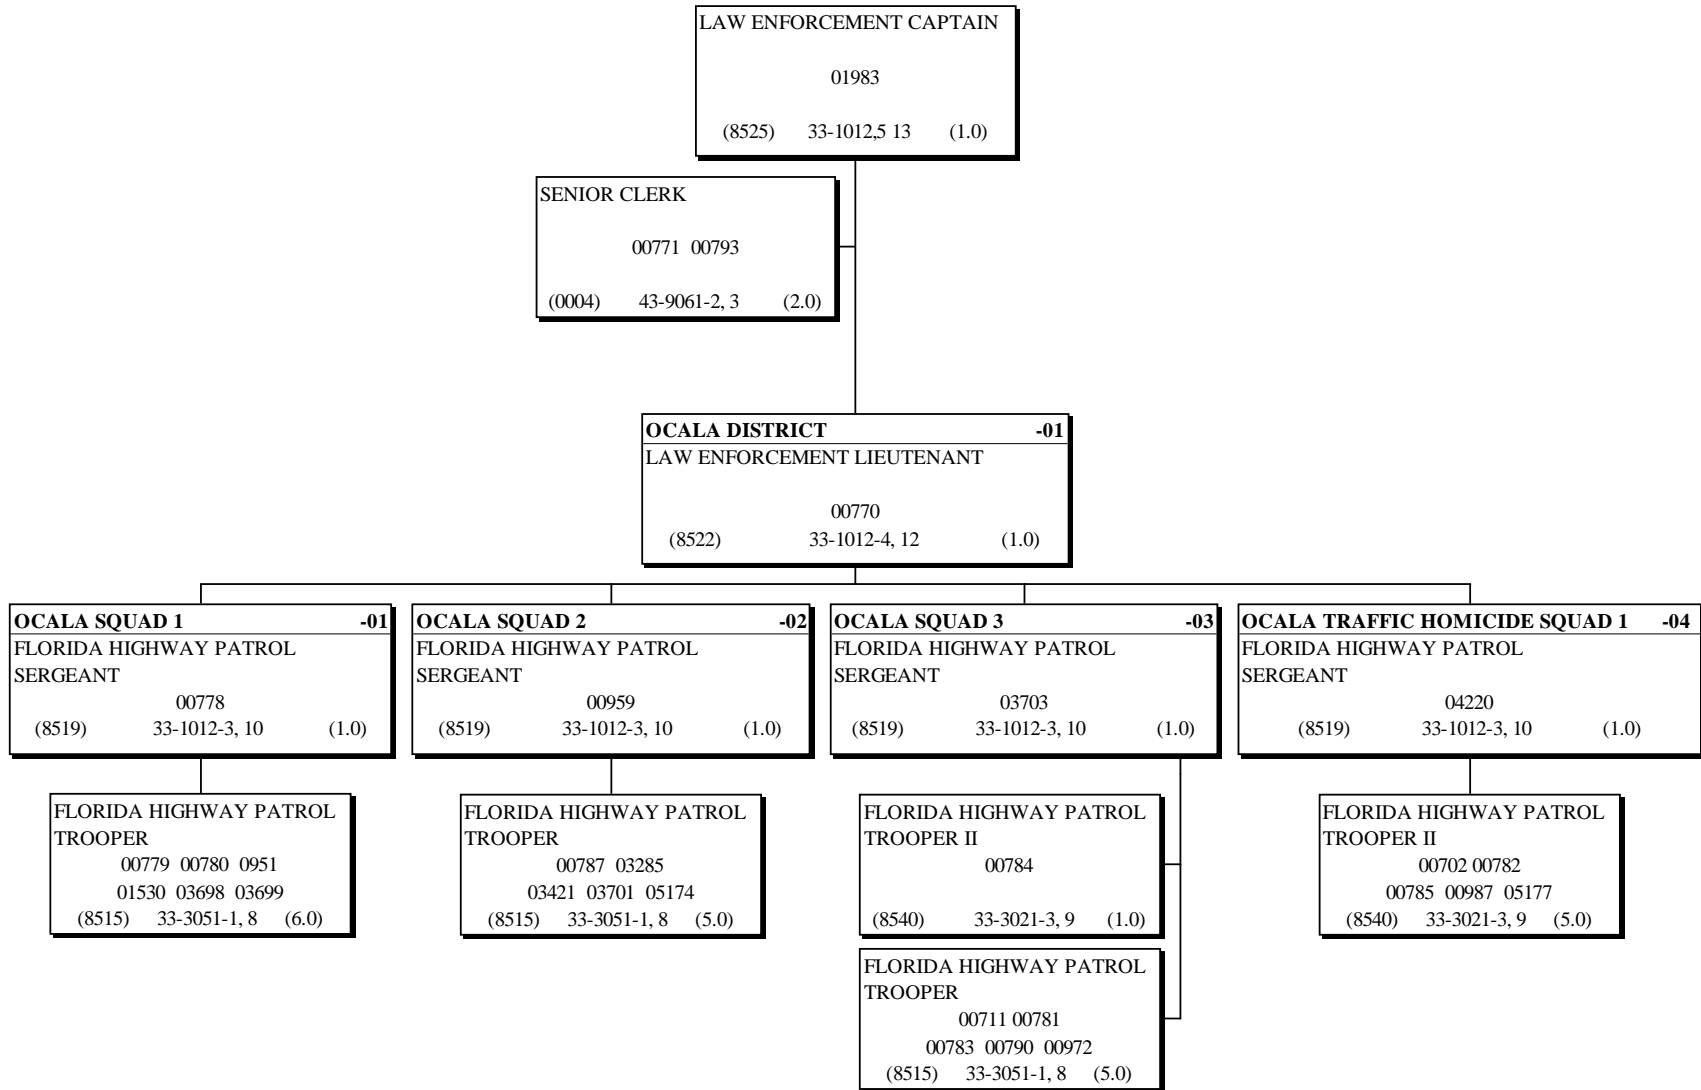 LAW ENFORCEMENT CAPTAIN
01983
(8525) 33-1012,5 13 (1.0)
SENIOR CLERK
00771 00793
(0004) 43-9061-2, 3 (2.0)
OCALA DISTRICT -01
LAW ENFORCEMENT LIEUTENANT
00770
(8522) 33-1012-4, 12 (1.0)
OCALA SQUAD 1 -01
FLORIDA HIGHWAY PATROL
SERGEANT
00778
(8519) 33-1012-3, 10 (1.0)
OCALA SQUAD 2 -02
FLORIDA HIGHWAY PATROL
SERGEANT
00959
(8519) 33-1012-3, 10 (1.0)
OCALA SQUAD 3 -03
FLORIDA HIGHWAY PATROL
SERGEANT
03703
(8519) 33-1012-3, 10 (1.0)
OCALA TRAFFIC HOMICIDE SQUAD 1 -04
FLORIDA HIGHWAY PATROL
SERGEANT
04220
(8519) 33-1012-3, 10 (1.0)
FLORIDA HIGHWAY PATROL
TROOPER
00779 00780 0951
01530 03698 03699
(8515) 33-3051-1, 8 (6.0)
FLORIDA HIGHWAY PATROL
TROOPER
00787 03285
03421 03701 05174
(8515) 33-3051-1, 8 (5.0)
FLORIDA HIGHWAY PATROL
TROOPER II
00784
(8540) 33-3021-3, 9 (1.0)
FLORIDA HIGHWAY PATROL
TROOPER II
00702 00782
00785 00987 05177
(8540) 33-3021-3, 9 (5.0)
FLORIDA HIGHWAY PATROL
TROOPER
00711 00781
00783 00790 00972
(8515) 33-3051-1, 8 (5.0)